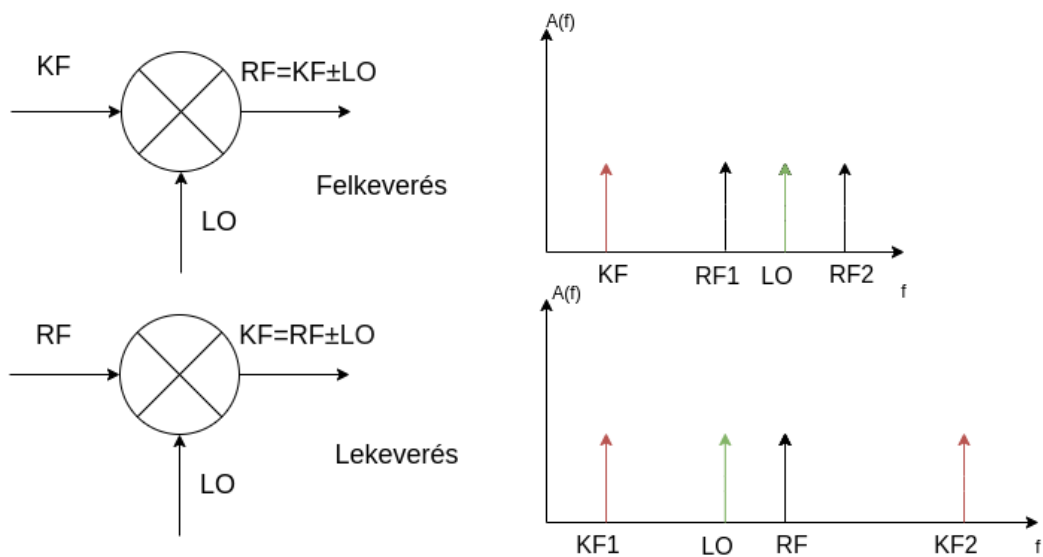 KF
RF=KF±LO
Felkeverés
LO
A(f)
KF
RF1
LO
RF2
f
RF
KF=RF±LO
Lekeverés
LO
A(f)
KF1
LO
RF
KF2
f